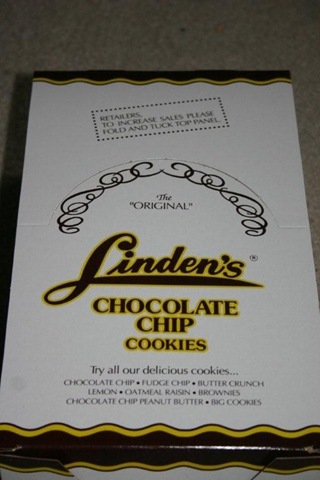 RETAILERS,
TO INCREASE SALES PLEASE
FOLD AND TUCK TOP PANEL.
The
"ORIGINAL"
Linden's®
CHOCOLATE
CHIP
COOKIES
Try all our delicious cookies...
CHOCOLATE CHIP • FUDGE CHIP • BUTTER CRUNCH
LEMON • OATMEAL RAISIN • BROWNIES
CHOCOLATE CHIP PEANUT BUTTER • BIG COOKIES